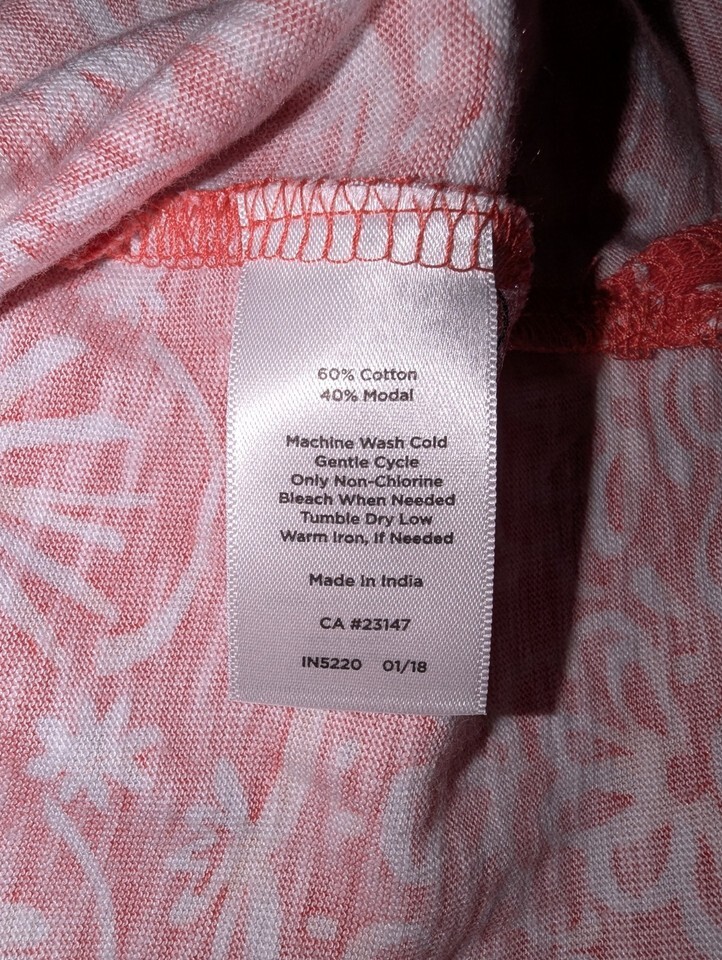 60% Cotton
40% Modal
Machine Wash Cold
Gentle Cycle
Only Non-Chlorine
Bleach When Needed
Tumble Dry Low
Warm Iron, If Needed
Made In India
CA #23147
IN5220 01/18